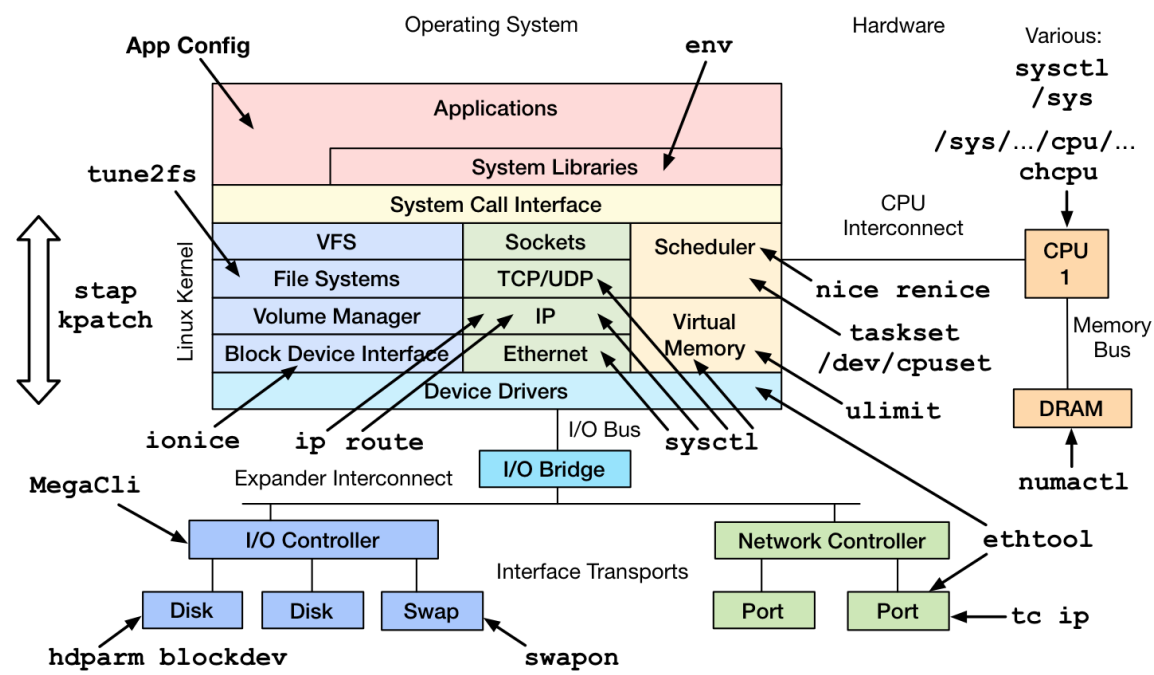 Operating System
Hardware
App Config
env
Various:
sysctl
/sys
Applications
/sys/.../cpu/...
chcpu
System Libraries
tune2fs
System Call Interface
CPU
Interconnect
VFS
Sockets
Scheduler
CPU
1
File Systems
TCP/UDP
stap
kpatch
Linux Kernel
nice renice
Volume Manager
IP
Virtual
Memory
Memory
Bus
taskset
/dev/cpuset
Block Device Interface
Ethernet
Device Drivers
ulimit
DRAM
ionice
ip route
I/O Bus
sysctl
I/O Bridge
Expander Interconnect
numactl
MegaCli
I/O Controller
Network Controller
ethtool
Interface Transports
Disk
Disk
Swap
Port
Port
tc ip
hdparm blockdev
swapon